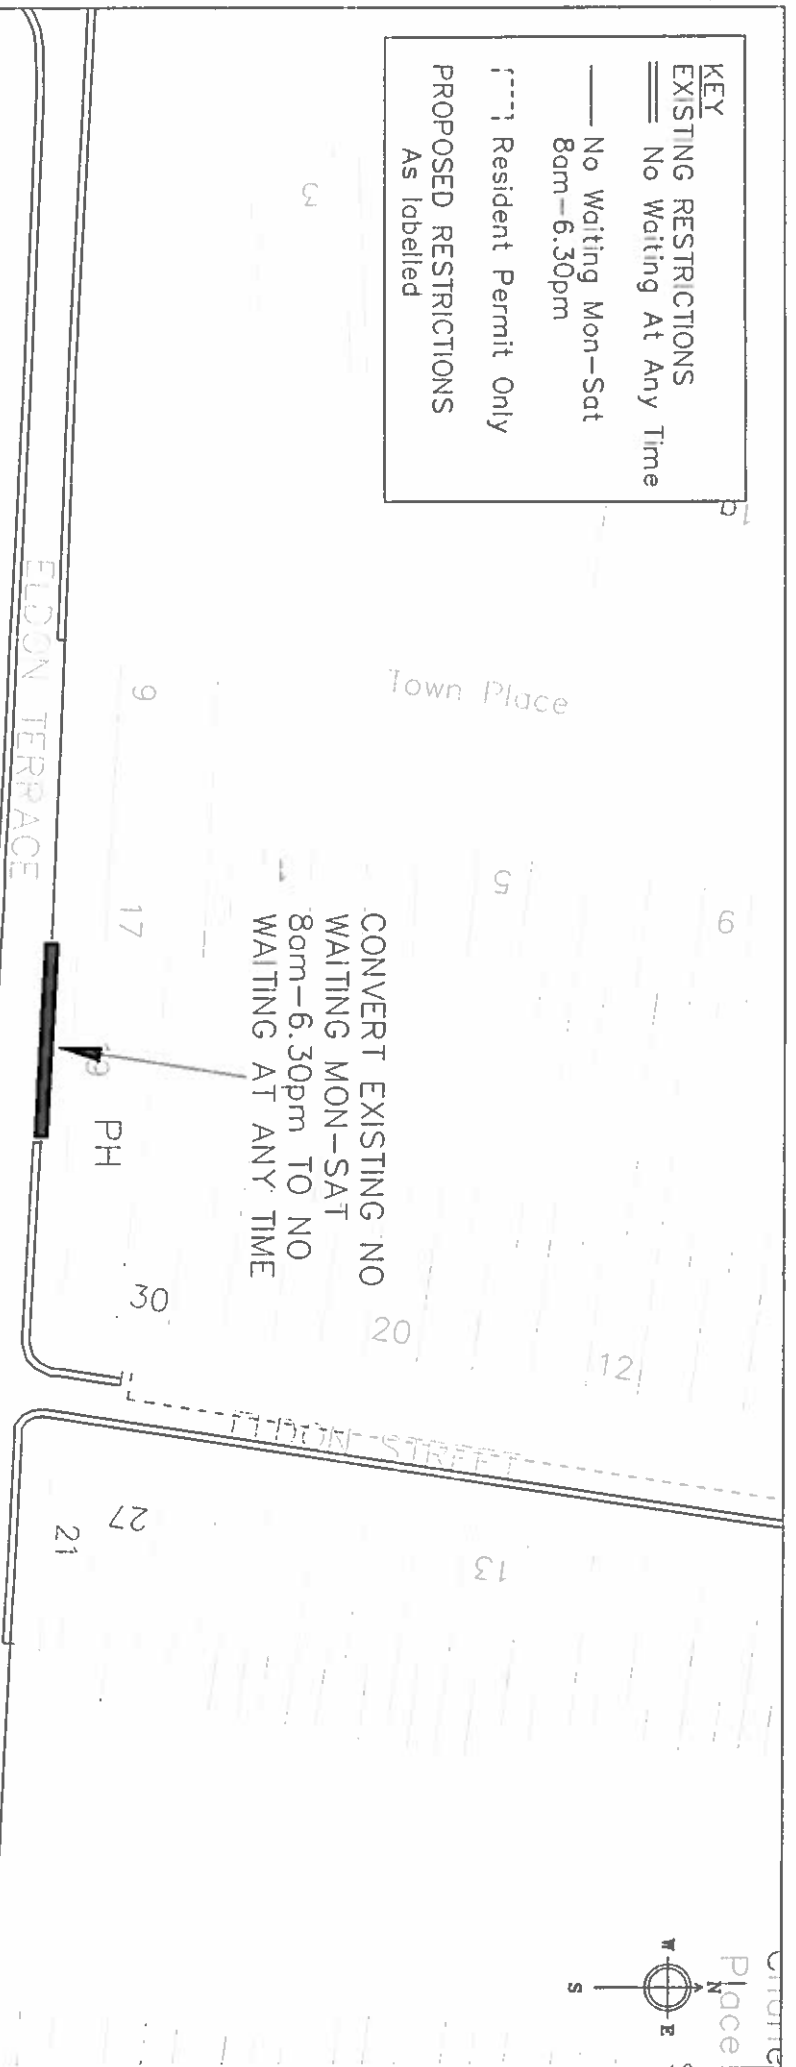 KEY
EXISTING RESTRICTIONS
No Waiting At Any Time
No Waiting Mon-Sat
8am-6.30pm
Resident Permit Only
PROPOSED RESTRICTIONS
As labelled
3
Town Place
9
17
5
6
CONVERT EXISTING NO
WAITING MON-SAT
8am-6.30pm TO NO
WAITING AT ANY TIME
19
PH
30
20
12
ELDON TERRACE
ELDON STREET
27
21
13
N
W
E
S
Place